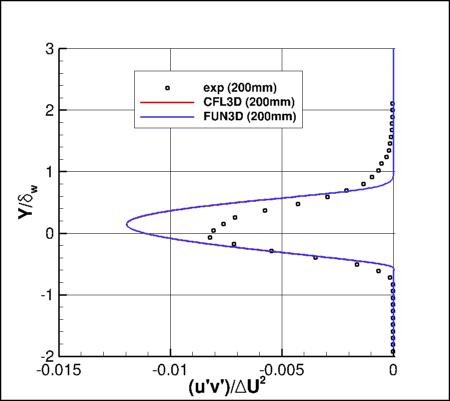 3
2
1
0
-1
-2
Y/δw
exp (200mm)
CFL3D (200mm)
FUN3D (200mm)
-0.015
-0.01
-0.005
0
(u'v')/ΔU²